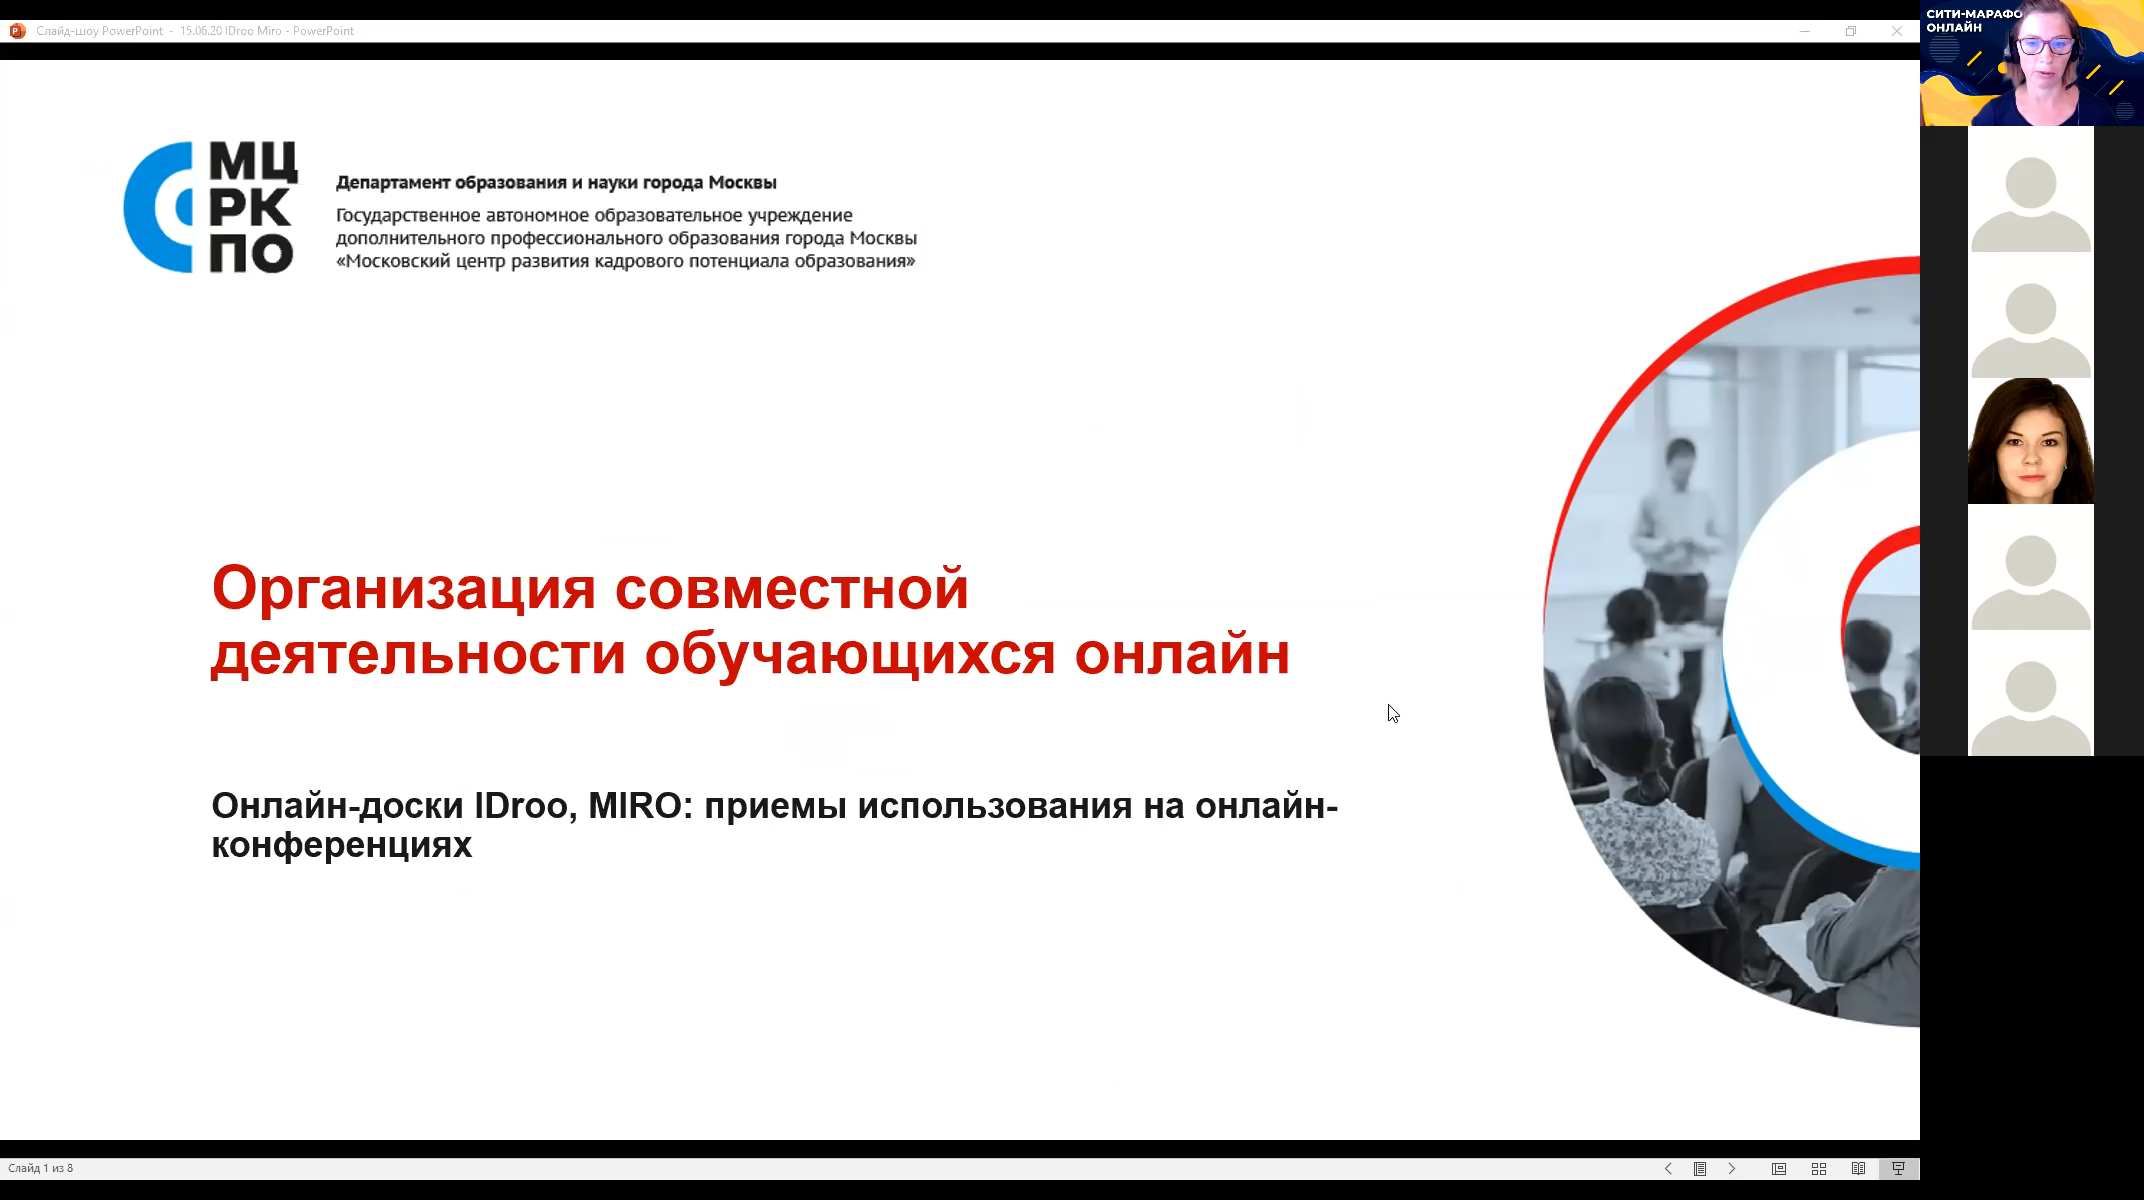 Слайд-шоу PowerPoint - 15.06.20 IDroo Miro - PowerPoint
СИТИ-МАРАФО
ОНЛАЙН
МЦ
РК
ПО
Департамент образования и науки города Москвы
Государственное автономное образовательное учреждение
дополнительного профессионального образования города Москвы
«Московский центр развития кадрового потенциала образования»
Организация совместной
деятельности обучающихся онлайн
Онлайн-доски IDroo, MIRO: приемы использования на онлайн-
конференциях
Слайд 1 из 8